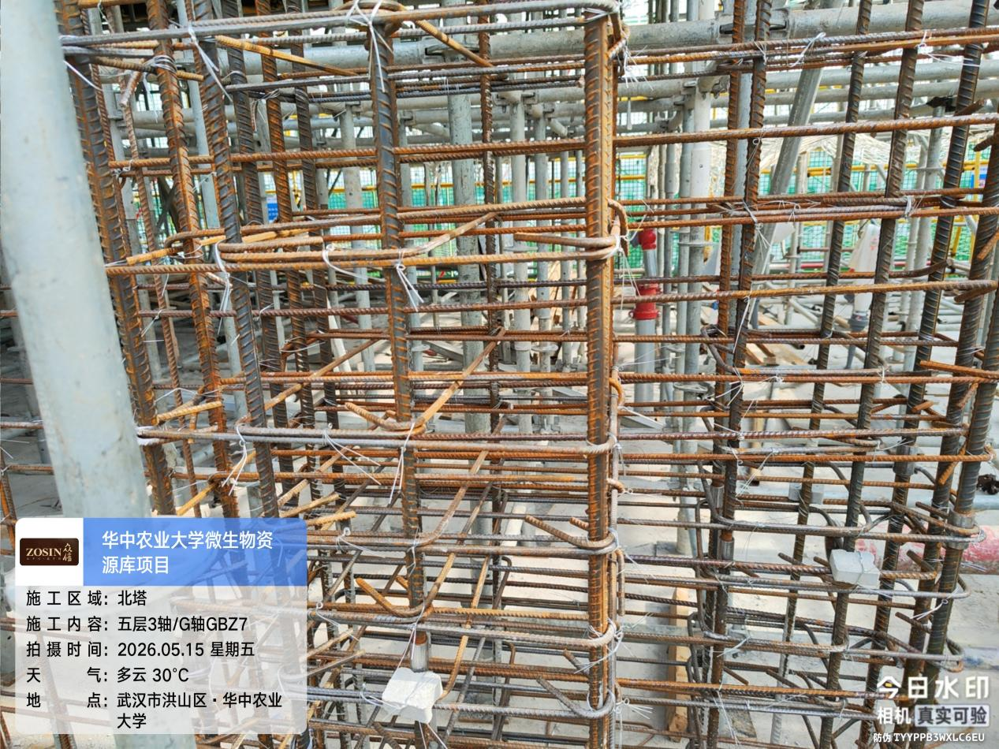 ZOSIN 众信
华中农业大学微生物资
源库项目
施工区域：北塔
施工内容：五层3轴/G轴GBZ7
拍摄时间：2026.05.15 星期五
天气：多云 30℃
地点：武汉市洪山区·华中农业
大学
今日水印
相机 真实可验
防伪 TYYPPB3WXLC6EU